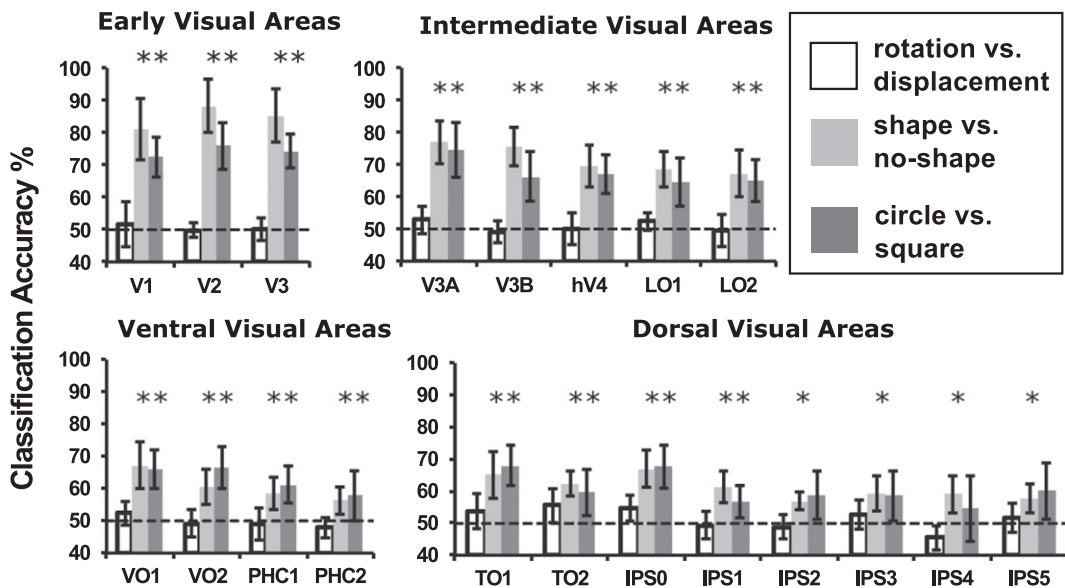 Early Visual Areas
Intermediate Visual Areas
rotation vs.
displacement
shape vs.
no-shape
circle vs.
square
Classification Accuracy %
** ** **
100
90
80
70
60
50
40
V1 V2 V3
** ** ** ** **
100
90
80
70
60
50
40
V3A V3B hV4 LO1 LO2
Ventral Visual Areas
Dorsal Visual Areas
** ** ** **
100
90
80
70
60
50
40
VO1 VO2 PHC1 PHC2
** ** ** ** * * * *
100
90
80
70
60
50
40
TO1 TO2 IPS0 IPS1 IPS2 IPS3 IPS4 IPS5